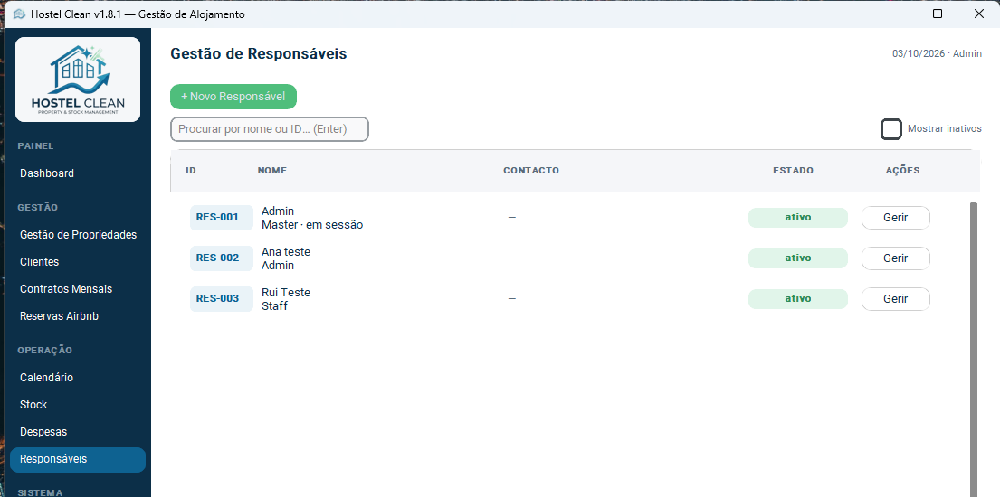 Hostel Clean v1.8.1 — Gestão de Alojamento
HOSTEL CLEAN
PROPERTY & STOCK MANAGEMENT
PAINEL
Dashboard
GESTÃO
Gestão de Propriedades
Clientes
Contratos Mensais
Reservas Airbnb
OPERAÇÃO
Calendário
Stock
Despesas
Responsáveis
SISTEMA
Gestão de Responsáveis
03/10/2026 · Admin
+ Novo Responsável
Procurar por nome ou ID... (Enter)
Mostrar inativos
ID NOME CONTACTO ESTADO AÇÕES
RES-001 Admin — ativo Gerir
Master · em sessão
RES-002 Ana teste — ativo Gerir
Admin
RES-003 Rui Teste — ativo Gerir
Staff